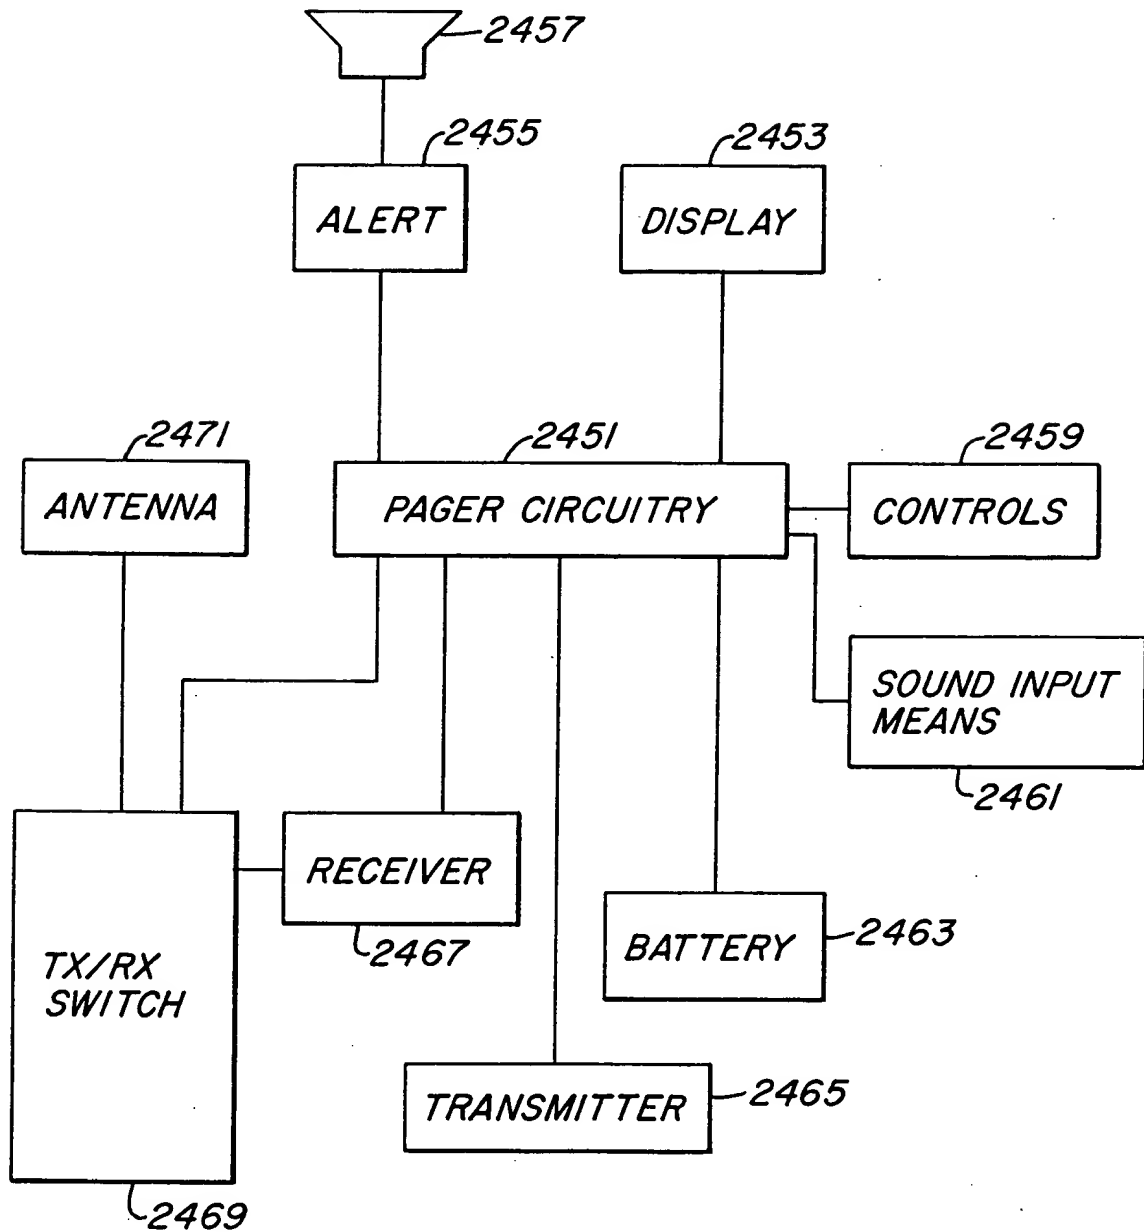 2457
2455
2453
ALERT
DISPLAY
2471
2451
2459
ANTENNA
PAGER CIRCUITRY
CONTROLS
SOUND INPUT
MEANS
2461
RECEIVER
2467
BATTERY
2463
TX/RX
SWITCH
TRANSMITTER
2465
2469